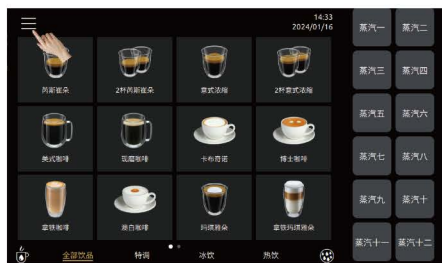 14:33
2024/01/16
芮斯崔朵
2杯芮斯崔朵
意式浓缩
2杯意式浓缩
美式咖啡
现磨咖啡
卡布奇诺
博士咖啡
拿铁咖啡
澳白咖啡
玛琪雅朵
拿铁玛琪雅朵
全部饮品
特调
冰饮
热饮
蒸汽一
蒸汽二
蒸汽三
蒸汽四
蒸汽五
蒸汽六
蒸汽七
蒸汽八
蒸汽九
蒸汽十
蒸汽十一
蒸汽十二